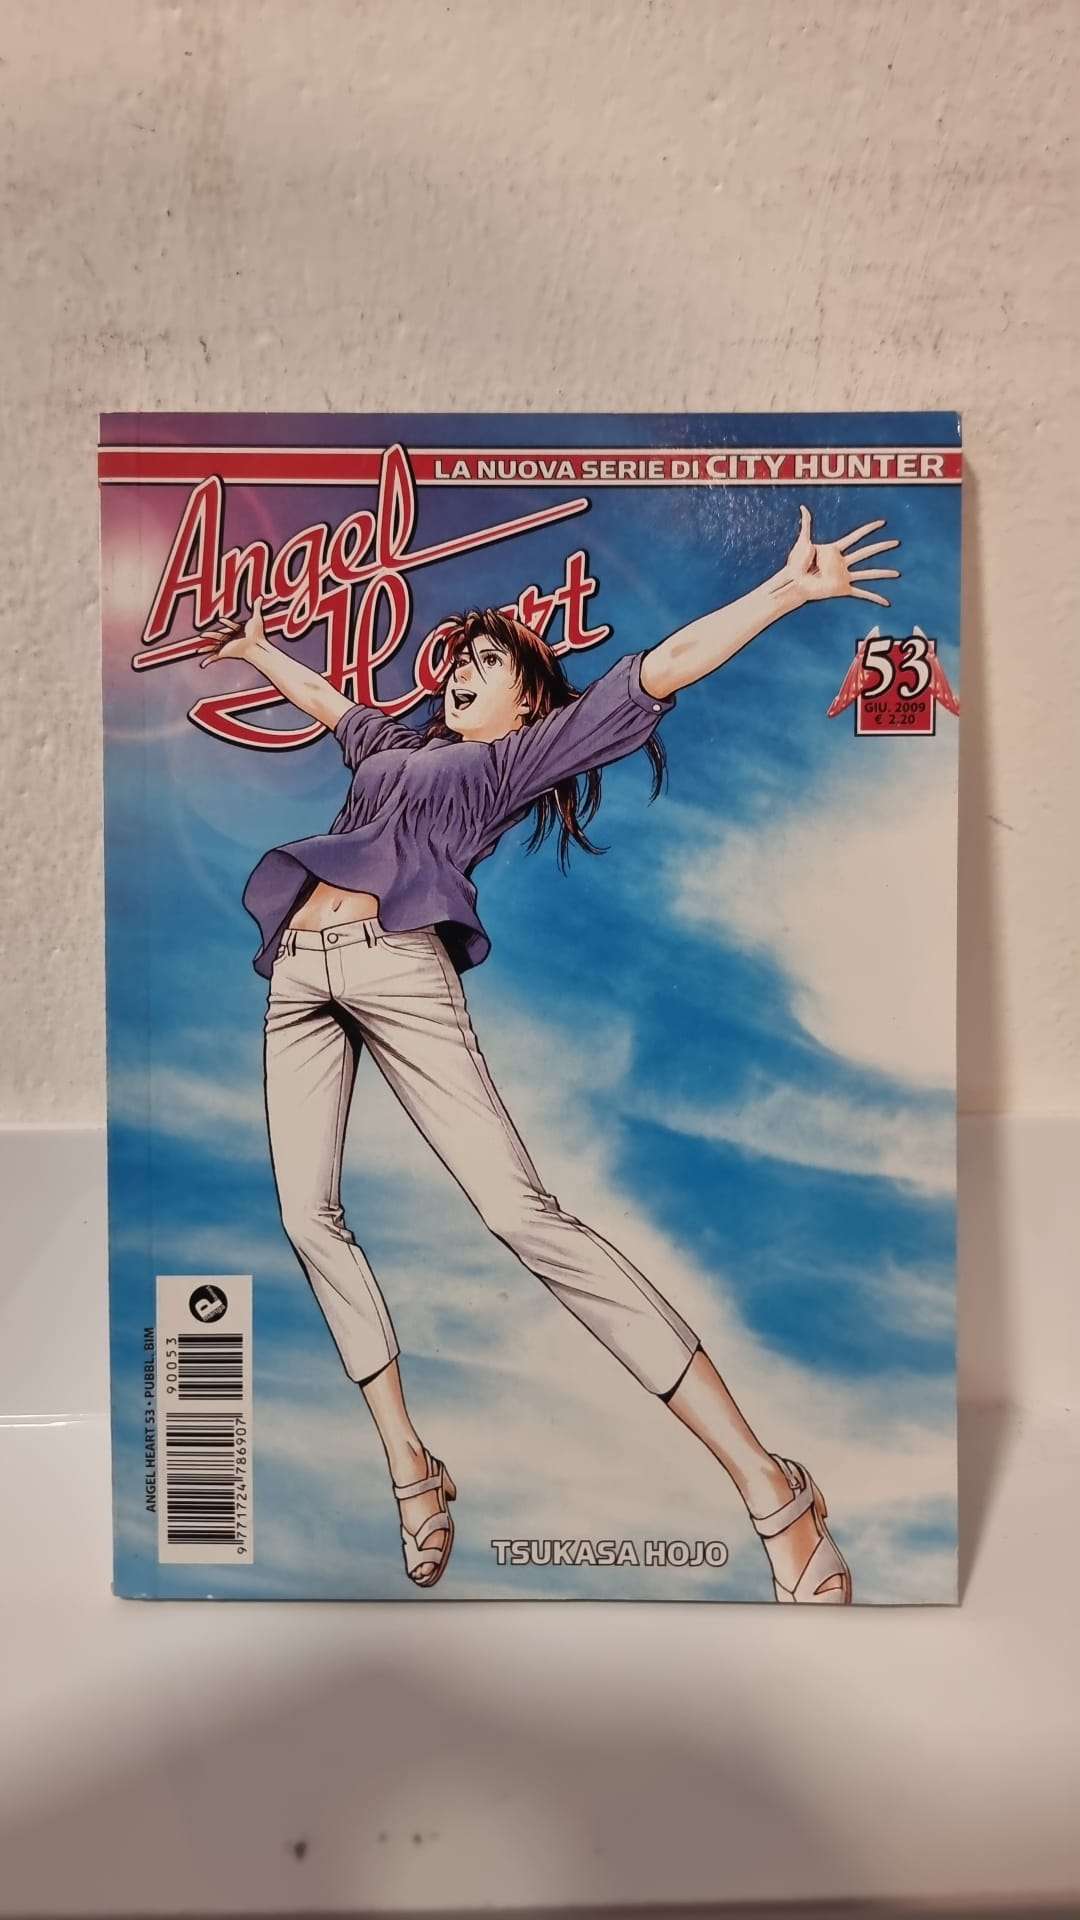 LA NUOVA SERIE DI CITY HUNTER
Angel
Heart
53
GIU. 2009
€ 2.20
ANGEL HEART 53 • PUBBL. BIM
90053
9 771724 786907
TSUKASA HOJO